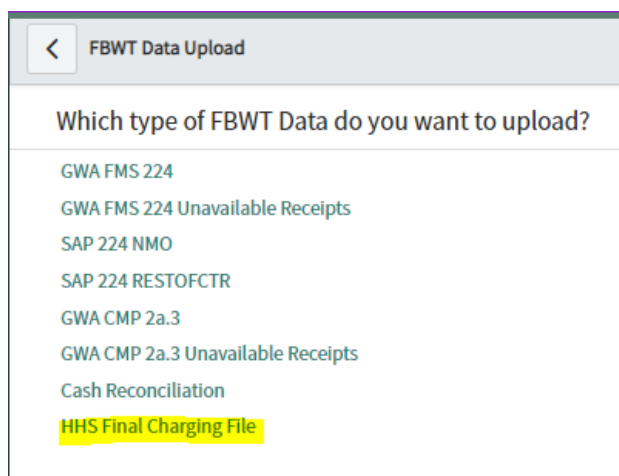 FBWT Data Upload
Which type of FBWT Data do you want to upload?
GWA FMS 224
GWA FMS 224 Unavailable Receipts
SAP 224 NMO
SAP 224 RESTOFCTR
GWA CMP 2a.3
GWA CMP 2a.3 Unavailable Receipts
Cash Reconciliation
HHS Final Charging File